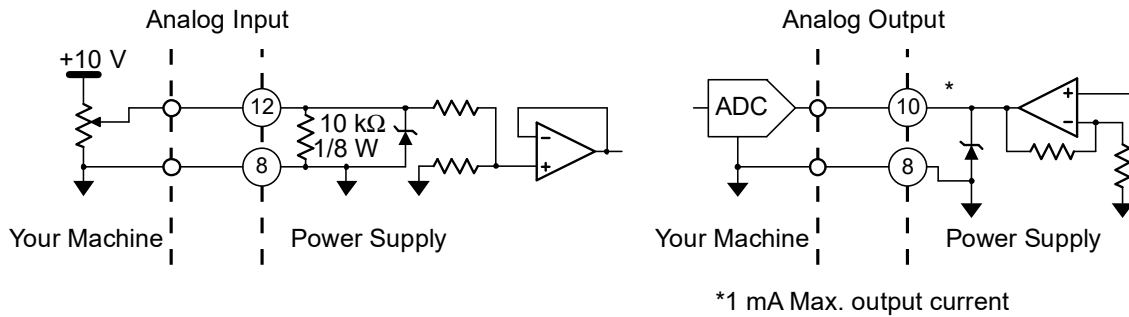 Analog Input
+10 V
12
10 kΩ
1/8 W
8
-
+
Your Machine
Power Supply
Analog Output
ADC
10
*
+
-
8
Your Machine
Power Supply
*1 mA Max. output current